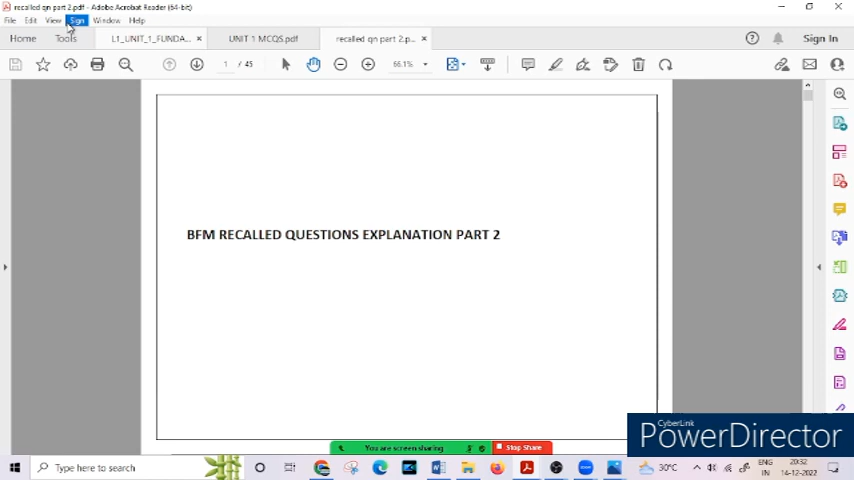 recalled qn part 2.pdf - Adobe Acrobat Reader (64-bit)
File Edit View Sign Window Help
Home Tools L1_UNIT_1_FUNDA... × UNIT 1 MCQS.pdf recalled qn part 2.p... × Sign In
1 / 45 66.1%
BFM RECALLED QUESTIONS EXPLANATION PART 2
CyberLink
PowerDirector
You are screen sharing Stop Share
Type here to search 30°C ENG IN 20:32 14-12-2022